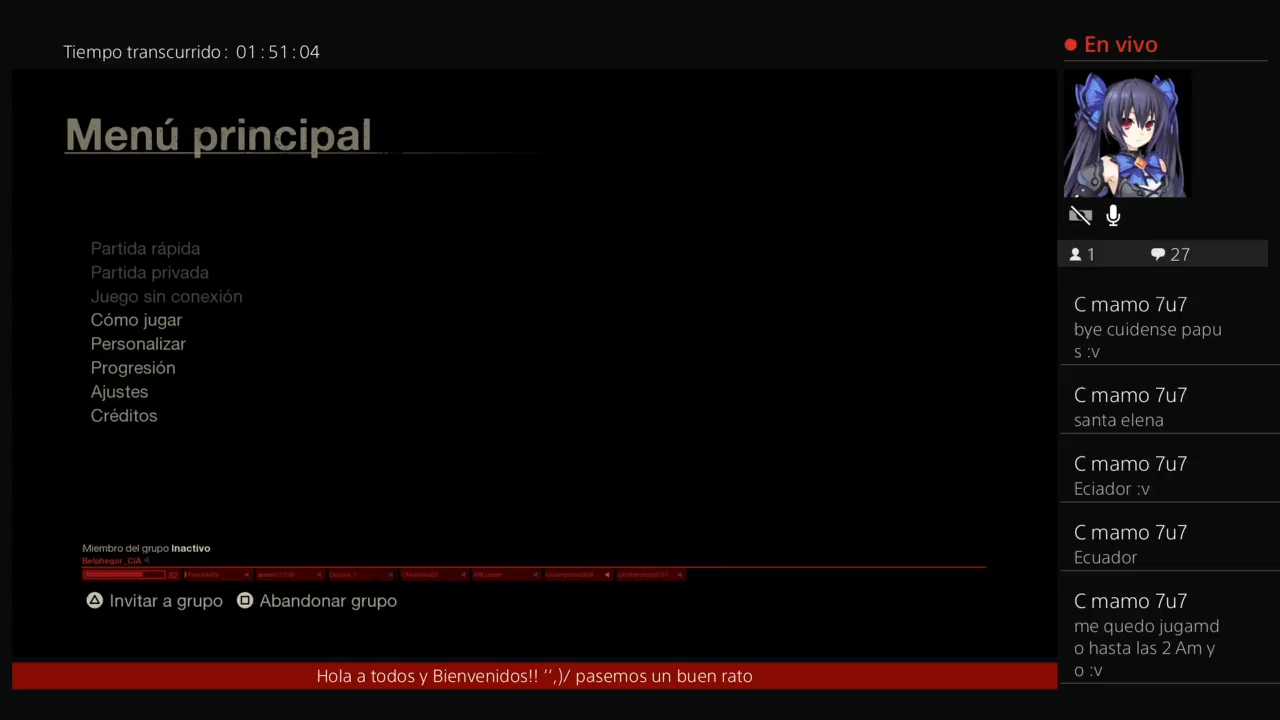 Tiempo transcurrido: 01:51:04
Menú principal
Partida rápida
Partida privada
Juego sin conexión
Cómo jugar
Personalizar
Progresión
Ajustes
Créditos
Miembro del grupo Inactivo
Belphegor_CIA
Invitar a grupo
Abandonar grupo
Hola a todos y Bienvenidos!! ‘‘,)/ pasemos un buen rato
En vivo
1
27
C mamo 7u7
bye cuidense papu
s :v
C mamo 7u7
santa elena
C mamo 7u7
Eciador :v
C mamo 7u7
Ecuador
C mamo 7u7
me quedo jugamd
o hasta las 2 Am y
o :v